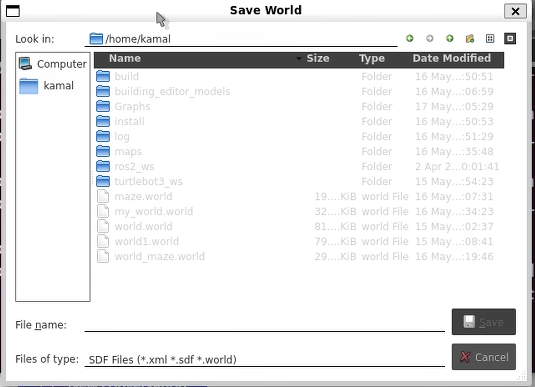 Save World
Look in: /home/kamal
Computer
kamal
Name Size Type Date Modified
build Folder 16 May...:50:51
building_editor_models Folder 16 May...:06:59
Graphs Folder 17 May...:05:29
install Folder 16 May...:50:53
log Folder 16 May...:51:29
maps Folder 16 May...:35:48
ros2_ws Folder 2 Apr 2...0:01:41
turtlebot3_ws Folder 15 May...:54:23
maze.world 19....KiB world File 16 May...:07:31
my_world.world 32....KiB world File 16 May...:34:23
world.world 81....KiB world File 15 May...:02:37
world1.world 79....KiB world File 15 May...:08:41
world_maze.world 29....KiB world File 16 May...:19:46
File name:
Save
Files of type: SDF Files (*.xml *.sdf *.world)
Cancel